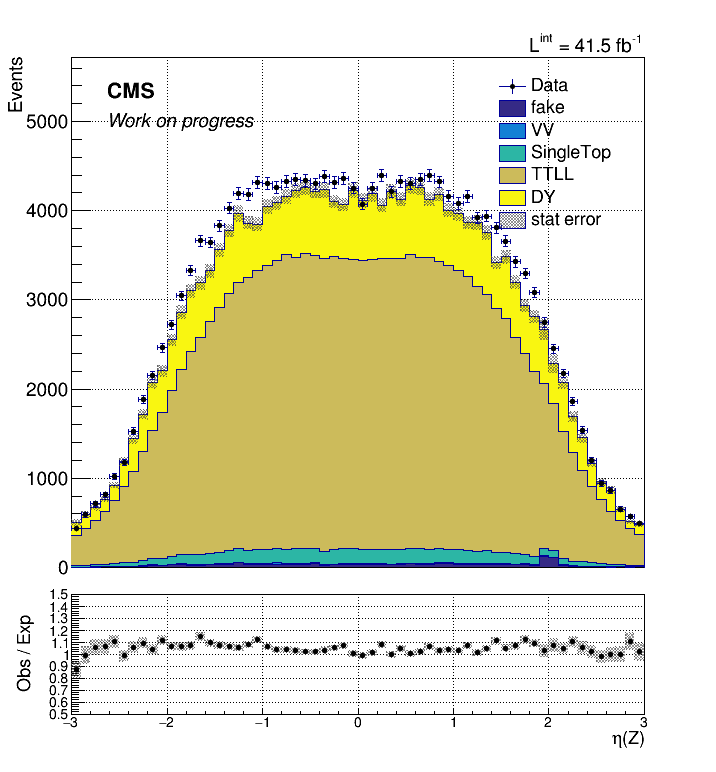 L^int = 41.5 fb^-1
Events
CMS
Work on progress
Data
fake
VV
SingleTop
TTLL
DY
stat error
5000
4000
3000
2000
1000
0
Obs / Exp
1.5
1.4
1.3
1.2
1.1
1
0.9
0.8
0.7
0.6
0.5
−3 −2 −1 0 1 2 3
η(Z)